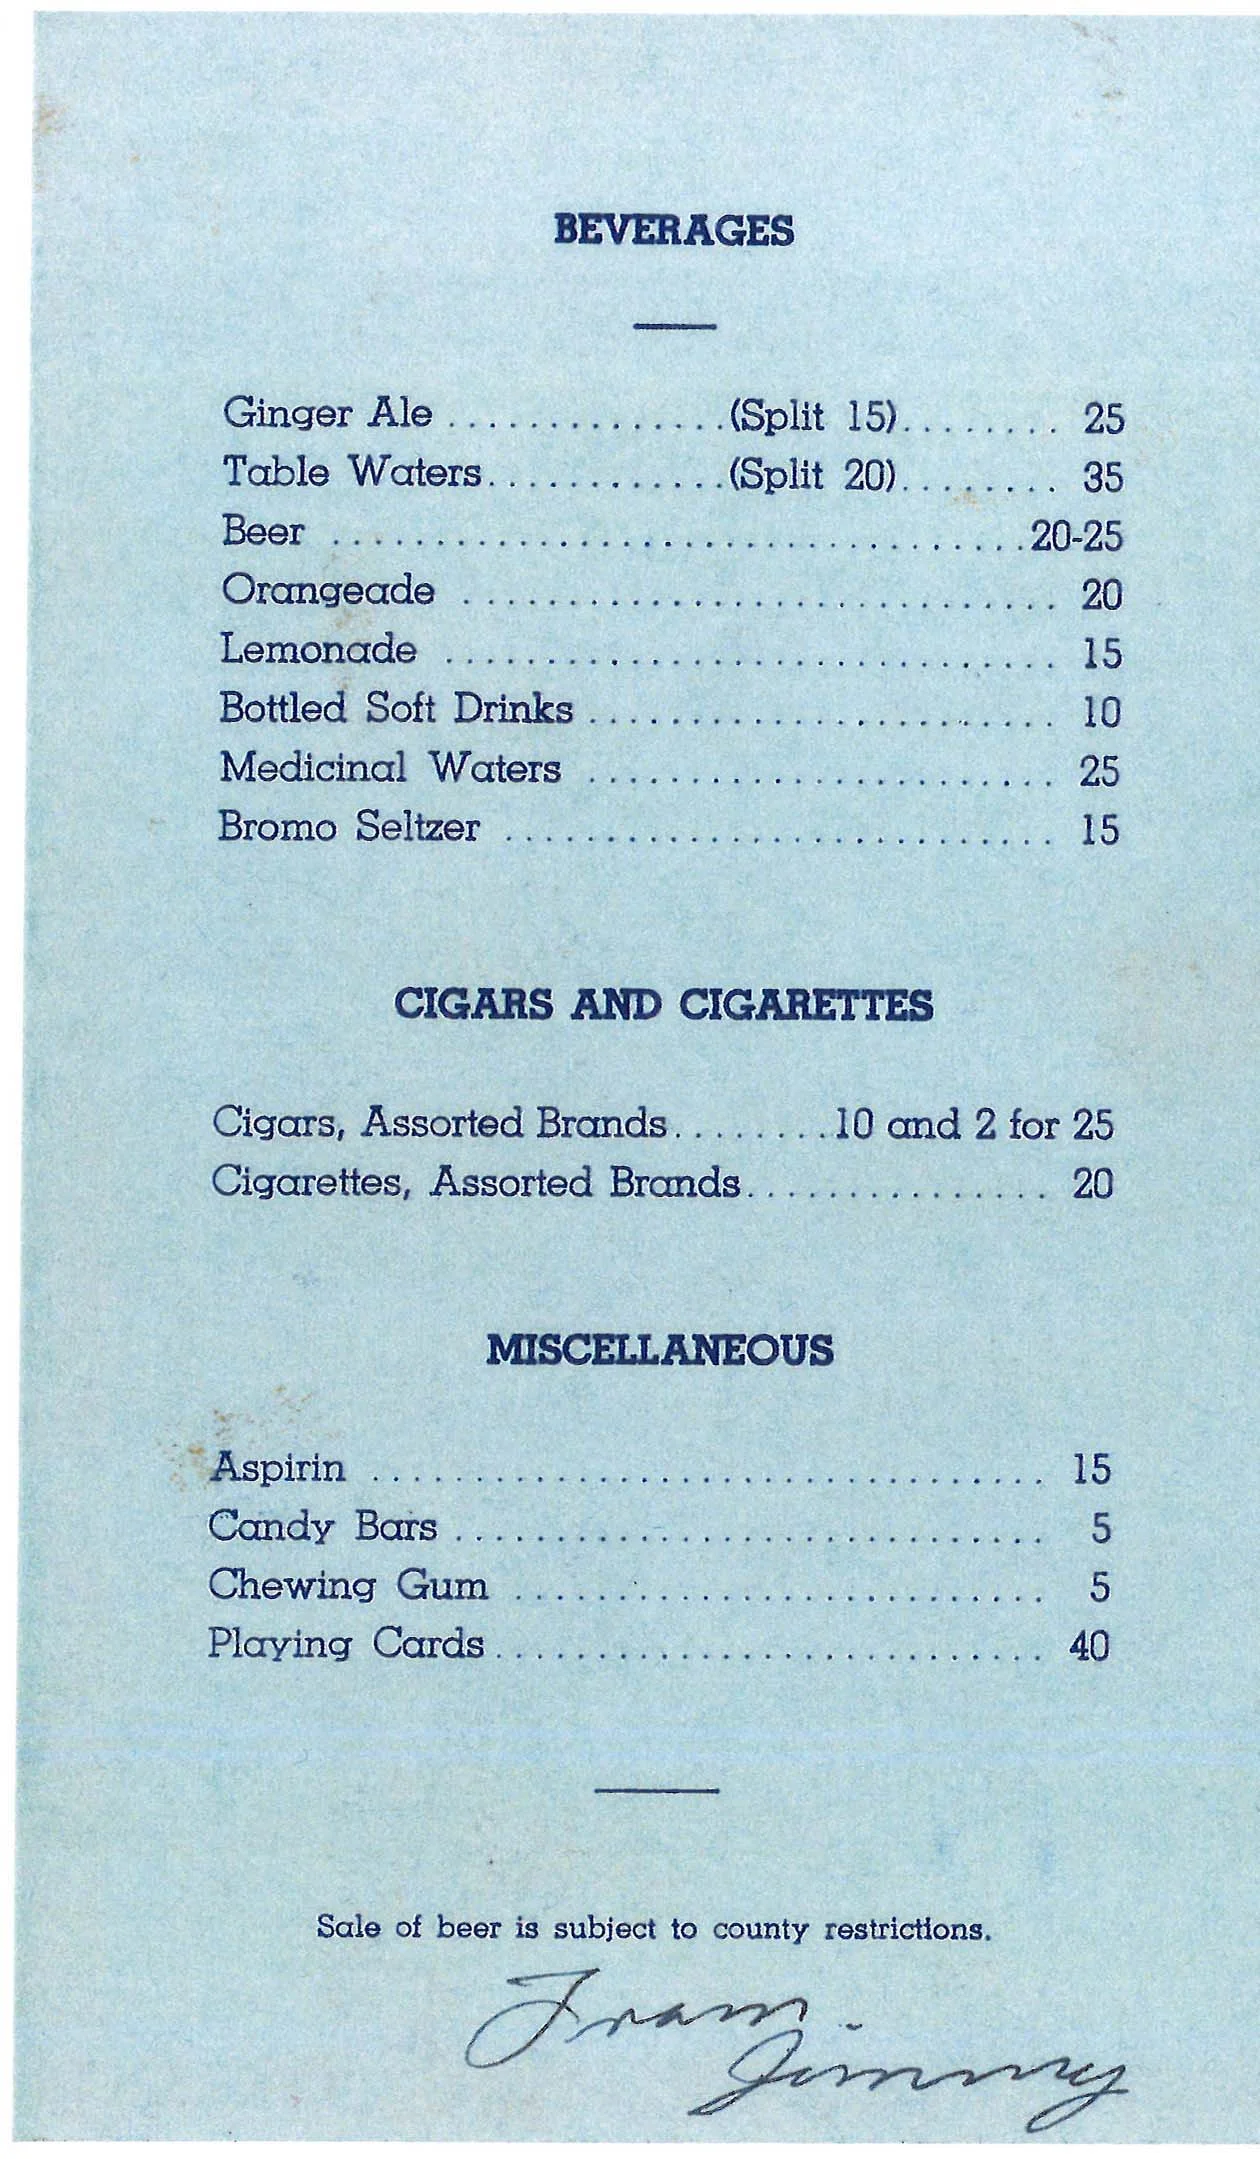 BEVERAGES
Ginger Ale ..............(Split 15)........ 25
Table Waters............(Split 20)........ 35
Beer ...................................20-25
Orangeade .............................. 20
Lemonade ............................... 15
Bottled Soft Drinks ....................... 10
Medicinal Waters ....................... 25
Bromo Seltzer ........................... 15
CIGARS AND CIGARETTES
Cigars, Assorted Brands........10 and 2 for 25
Cigarettes, Assorted Brands............... 20
MISCELLANEOUS
Aspirin ................................. 15
Candy Bars ............................. 5
Chewing Gum .......................... 5
Playing Cards........................... 40
Sale of beer is subject to county restrictions.
From
Jimmy